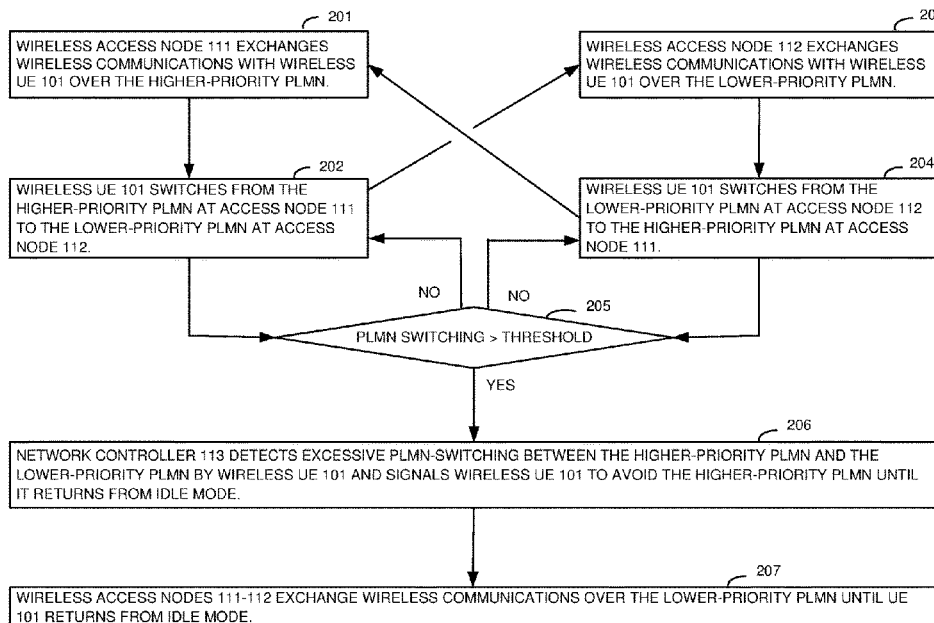 201
WIRELESS ACCESS NODE 111 EXCHANGES
WIRELESS COMMUNICATIONS WITH WIRELESS
UE 101 OVER THE HIGHER-PRIORITY PLMN.
20
WIRELESS ACCESS NODE 112 EXCHANGES
WIRELESS COMMUNICATIONS WITH WIRELESS
UE 101 OVER THE LOWER-PRIORITY PLMN.
202
WIRELESS UE 101 SWITCHES FROM THE
HIGHER-PRIORITY PLMN AT ACCESS NODE 111
TO THE LOWER-PRIORITY PLMN AT ACCESS
NODE 112.
204
WIRELESS UE 101 SWITCHES FROM THE
LOWER-PRIORITY PLMN AT ACCESS NODE 112
TO THE HIGHER-PRIORITY PLMN AT ACCESS
NODE 111.
NO
NO
205
PLMN SWITCHING > THRESHOLD
YES
206
NETWORK CONTROLLER 113 DETECTS EXCESSIVE PLMN-SWITCHING BETWEEN THE HIGHER-PRIORITY PLMN AND THE
LOWER-PRIORITY PLMN BY WIRELESS UE 101 AND SIGNALS WIRELESS UE 101 TO AVOID THE HIGHER-PRIORITY PLMN UNTIL
IT RETURNS FROM IDLE MODE.
207
WIRELESS ACCESS NODES 111-112 EXCHANGE WIRELESS COMMUNICATIONS OVER THE LOWER-PRIORITY PLMN UNTIL UE
101 RETURNS FROM IDLE MODE.